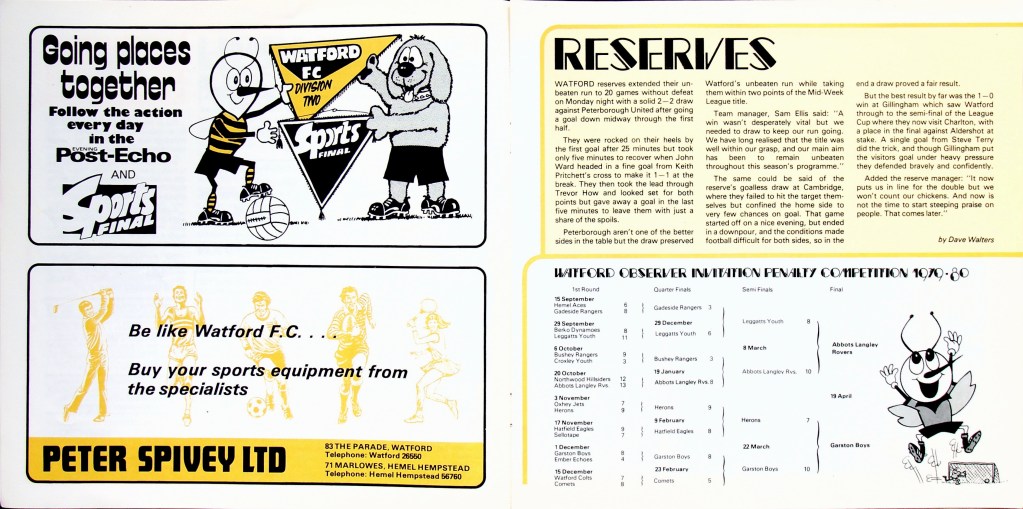 Going places
together
Follow the action
every day
in the
EVENING
Post-Echo
AND
Sports
FINAL
WATFORD
FC
DIVISION
TWO
Sports
FINAL
Be like Watford F.C. . . .
Buy your sports equipment from
the specialists
PETER SPIVEY LTD
83 THE PARADE, WATFORD
Telephone: Watford 26550
71 MARLOWES, HEMEL HEMPSTEAD
Telephone: Hemel Hempstead 56760
RESERVES
WATFORD reserves extended their un-
beaten run to 20 games without defeat
on Monday night with a solid 2—2 draw
against Peterborough United after going
a goal down midway through the first
half.
They were rocked on their heels by
the first goal after 25 minutes but took
only five minutes to recover when John
Ward headed in a fine goal from Keith
Pritchett's cross to make it 1—1 at the
break. They then took the lead through
Trevor How and looked set for both
points but gave away a goal in the last
five minutes to leave them with just a
share of the spoils.
Peterborough aren't one of the better
sides in the table but the draw preserved
Watford's unbeaten run while taking
them within two points of the Mid-Week
League title.
Team manager, Sam Ellis said: "A
win wasn't desperately vital but we
needed to draw to keep our run going.
We have long realised that the title was
well within our grasp, and our main aim
has been to remain unbeaten
throughout this season's programme."
The same could be said of the
reserve's goalless draw at Cambridge,
where they failed to hit the target them-
selves but confined the home side to
very few chances on goal. That game
started off on a nice evening, but ended
in a downpour, and the conditions made
football difficult for both sides, so in the
end a draw proved a fair result.
But the best result by far was the 1—0
win at Gillingham which saw Watford
through to the semi-final of the League
Cup where they now visit Charlton, with
a place in the final against Aldershot at
stake. A single goal from Steve Terry
did the trick, and though Gillingham put
the visitors goal under heavy pressure
they defended bravely and confidently.
Added the reserve manager: "It now
puts us in line for the double but we
won't count our chickens. And now is
not the time to start steeping praise on
people. That comes later."
by Dave Walters
WATFORD OBSERVER INVITATION PENALTY COMPETITION 1979-80
1st Round
15 September
Hemel Aces 6
Gadeside Rangers 8
29 September
Berko Dynamoes 8
Leggatts Youth 11
6 October
Bushey Rangers 9
Croxley Youth 3
20 October
Northwood Hillsiders 12
Abbots Langley Rvs. 13
3 November
Oxhey Jets 7
Herons 9
17 November
Hatfield Eagles 9
Sellotape 7
1 December
Garston Boys 8
Ember Echoes 4
15 December
Watford Colts 7
Comets 8
Quarter Finals
Gadeside Rangers 3
29 December
Leggatts Youth 6
Bushey Rangers 3
19 January
Abbots Langley Rvs. 8
Herons 9
9 February
Hatfield Eagles 8
Garston Boys 8
23 February
Comets 5
Semi Finals
Leggatts Youth 9
8 March
Abbots Langley Rvs. 10
Herons 7
22 March
Garston Boys 10
Final
Abbots Langley
Rovers
19 April
Garston Boys